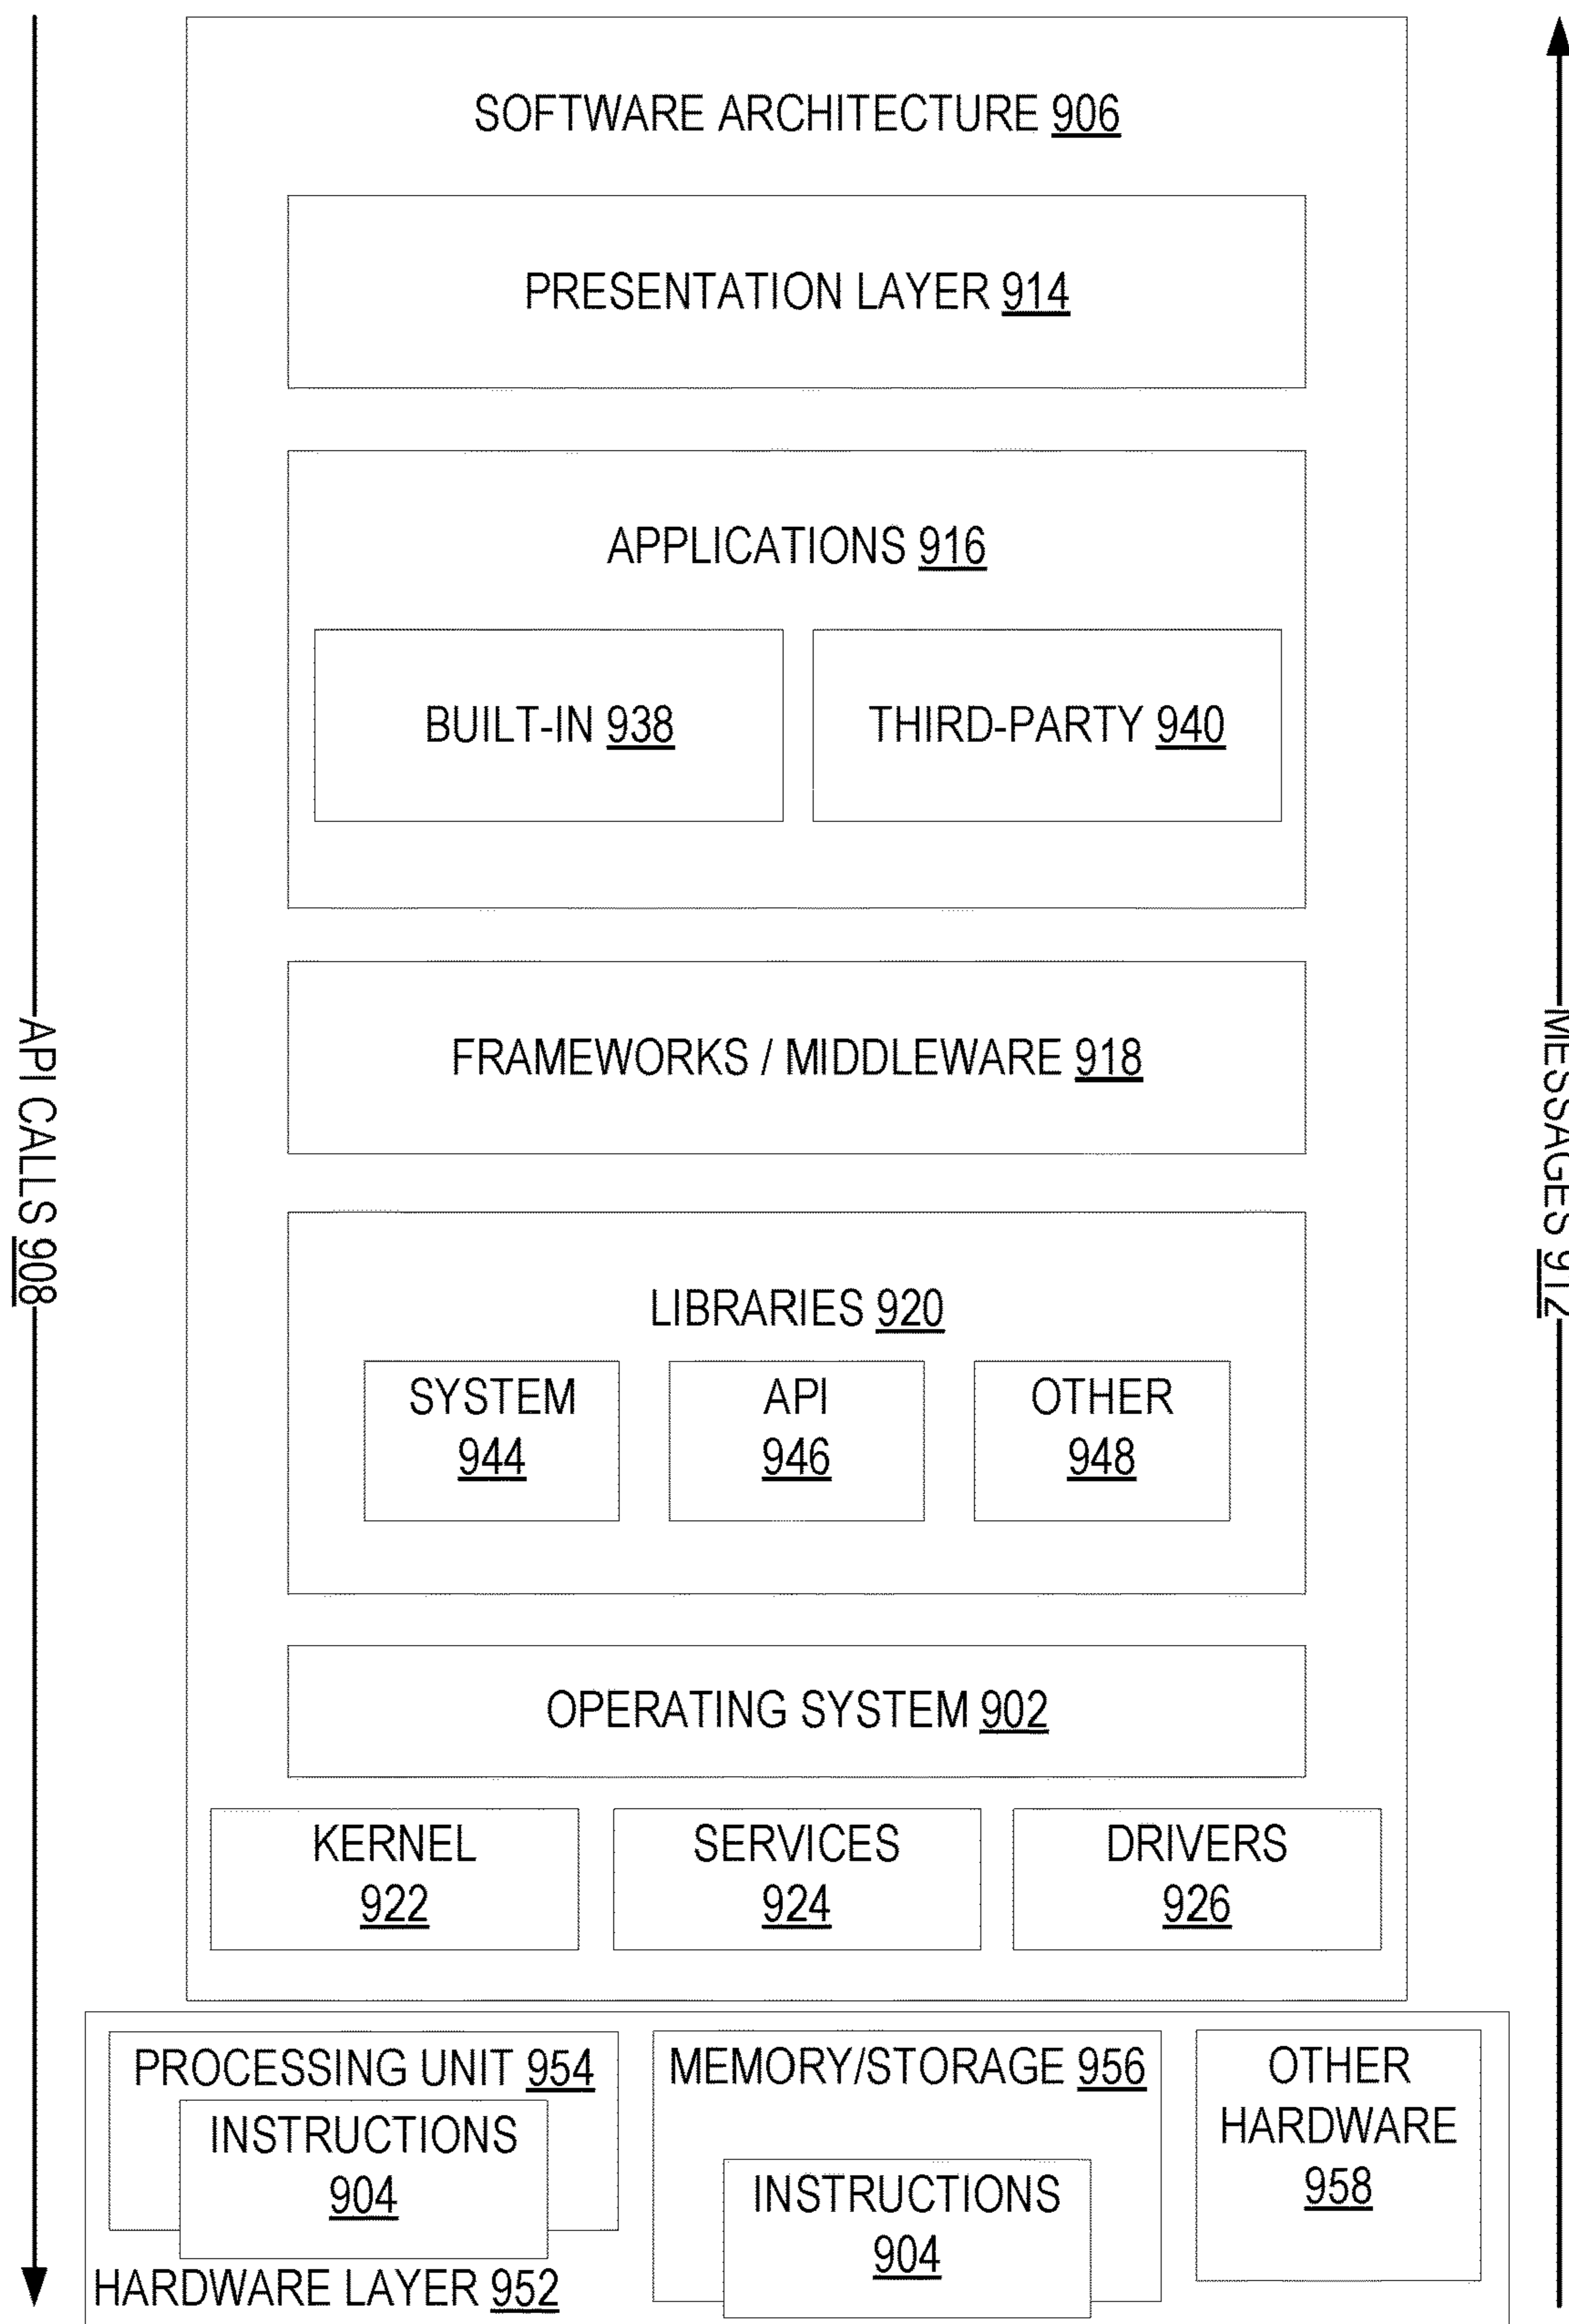 SOFTWARE ARCHITECTURE 906
PRESENTATION LAYER 914
APPLICATIONS 916
BUILT-IN 938
THIRD-PARTY 940
FRAMEWORKS / MIDDLEWARE 918
API CALLS 908
MESSAGES 912
LIBRARIES 920
SYSTEM
944
API
946
OTHER
948
OPERATING SYSTEM 902
KERNEL
922
SERVICES
924
DRIVERS
926
PROCESSING UNIT 954
INSTRUCTIONS
904
MEMORY/STORAGE 956
INSTRUCTIONS
904
OTHER
HARDWARE
958
HARDWARE LAYER 952